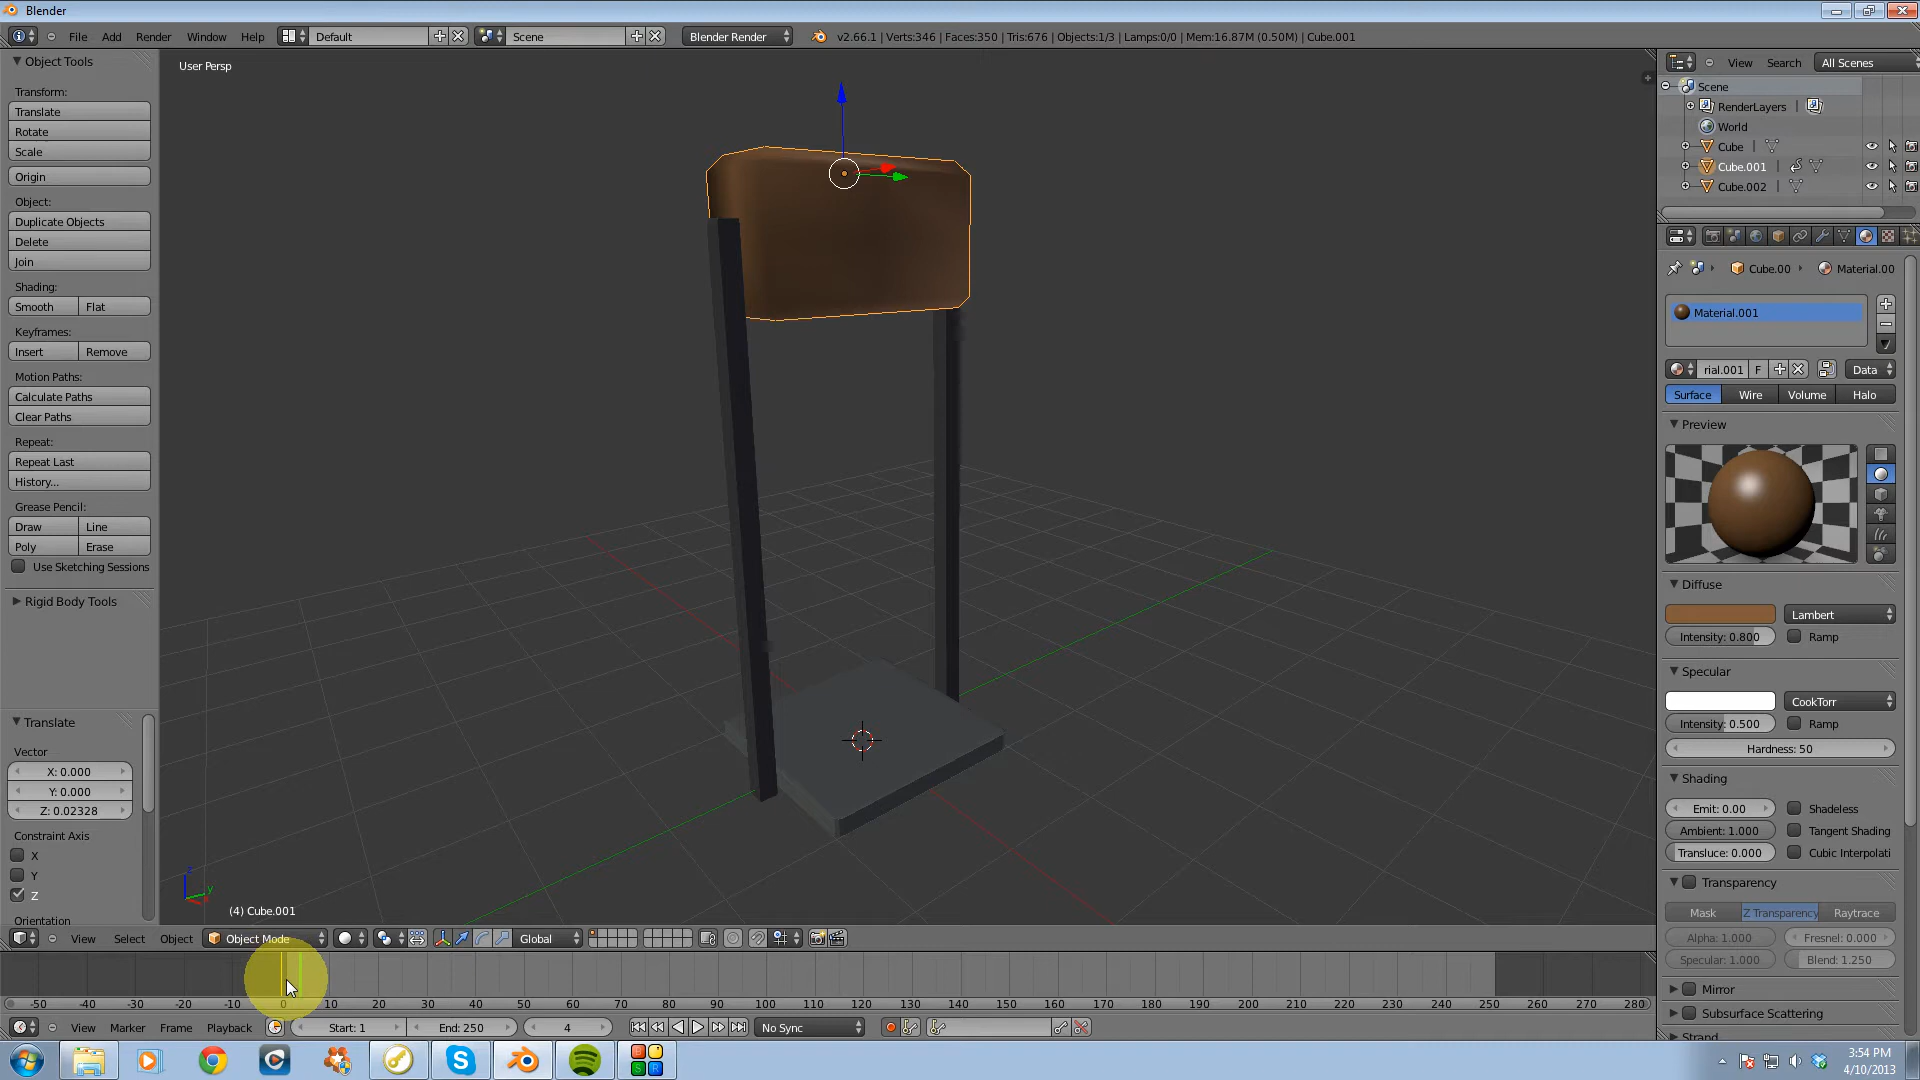 Blender
File Add Render Window Help Default Scene Blender Render v2.66.1 | Verts:346 | Faces:350 | Tris:676 | Objects:1/3 | Lamps:0/0 | Mem:16.87M (0.50M) | Cube.001
Object Tools
Transform:
Translate
Rotate
Scale
Origin
Object:
Duplicate Objects
Delete
Join
Shading:
Smooth Flat
Keyframes:
Insert Remove
Motion Paths:
Calculate Paths
Clear Paths
Repeat:
Repeat Last
History...
Grease Pencil:
Draw Line
Poly Erase
Use Sketching Sessions
Rigid Body Tools
Translate
Vector
X: 0.000
Y: 0.000
Z: 0.02328
Constraint Axis
X
Y
Z
Orientation
User Persp
(4) Cube.001
View Select Object Object Mode Global
-50 -40 -30 -20 -10 0 10 20 30 40 50 60 70 80 90 100 110 120 130 140 150 160 170 180 190 200 210 220 230 240 250 260 270 280
View Marker Frame Playback Start: 1 End: 250 4 No Sync
View Search All Scenes
Scene
RenderLayers |
World
Cube |
Cube.001 |
Cube.002 |
Cube.00 Material.00
Material.001
rial.001 F Data
Surface Wire Volume Halo
Preview
Diffuse
Lambert
Intensity: 0.800 Ramp
Specular
CookTorr
Intensity: 0.500 Ramp
Hardness: 50
Shading
Emit: 0.00 Shadeless
Ambient: 1.000 Tangent Shading
Transluce: 0.000 Cubic Interpolati
Transparency
Mask Z Transparency Raytrace
Alpha: 1.000 Fresnel: 0.000
Specular: 1.000 Blend: 1.250
Mirror
Subsurface Scattering
Strand
3:54 PM
4/10/2013